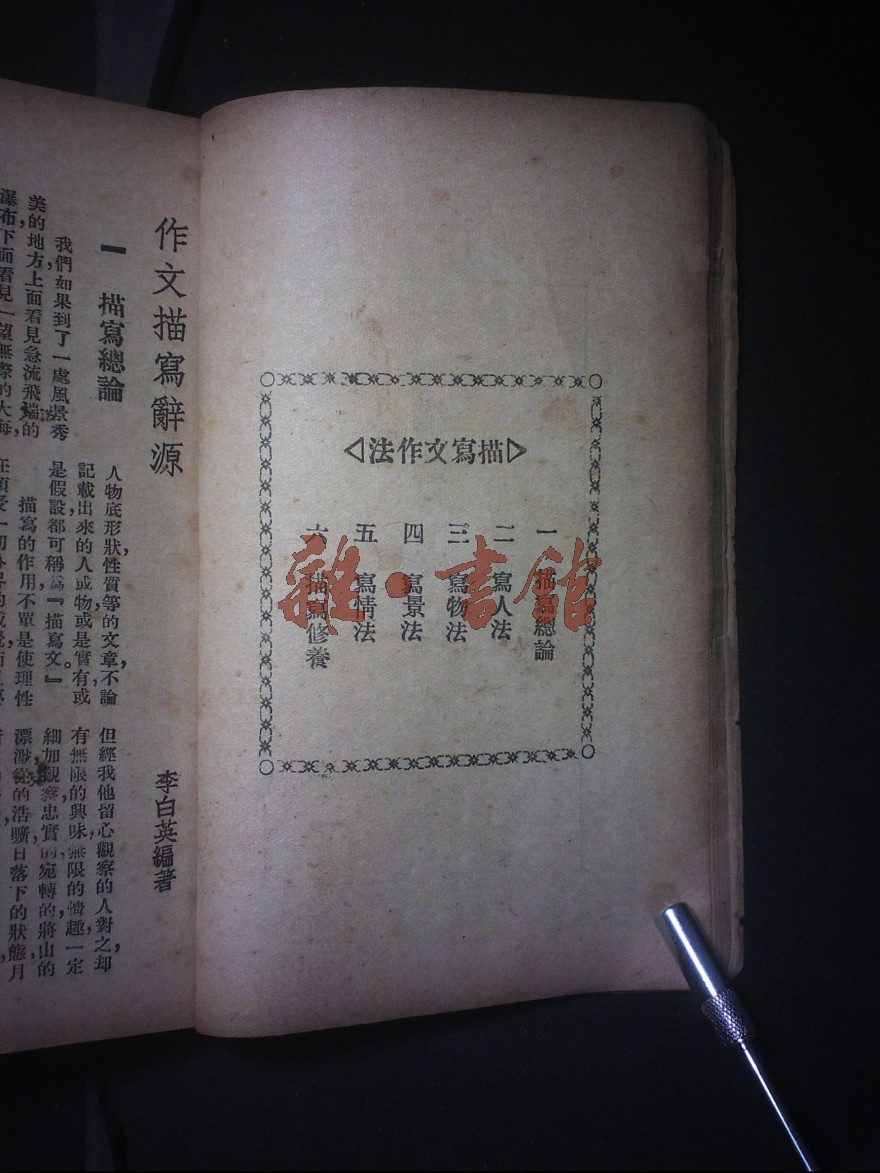 描寫文作法
一 描寫總論
二 寫人法
三 寫物法
四 寫景法
五 寫情法
六 描寫修養
雜·書館
作文描寫辭源
李白英編著
一 描寫總論
我們如果到了一處風景秀
美的地方,上面看見急流飛湍的
瀑布,下面看見一望無際的大海,
人物底形狀,性質等的文章,不論
記載出來的人或物,或是實有或
是假設,都可稱爲『描寫文。』
描寫的作用,不單是使理性
但經我他留心觀察的人,對之却
有無限的興味,無限的情趣,一定
細加觀察,忠實的宛轉的將山的
漂渺,從的浩曠,日落下的狀態,月